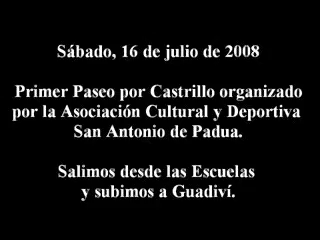 Sábado, 16 de julio de 2008
Primer Paseo por Castrillo organizado
por la Asociación Cultural y Deportiva
San Antonio de Padua.
Salimos desde las Escuelas
y subimos a Guadiví.